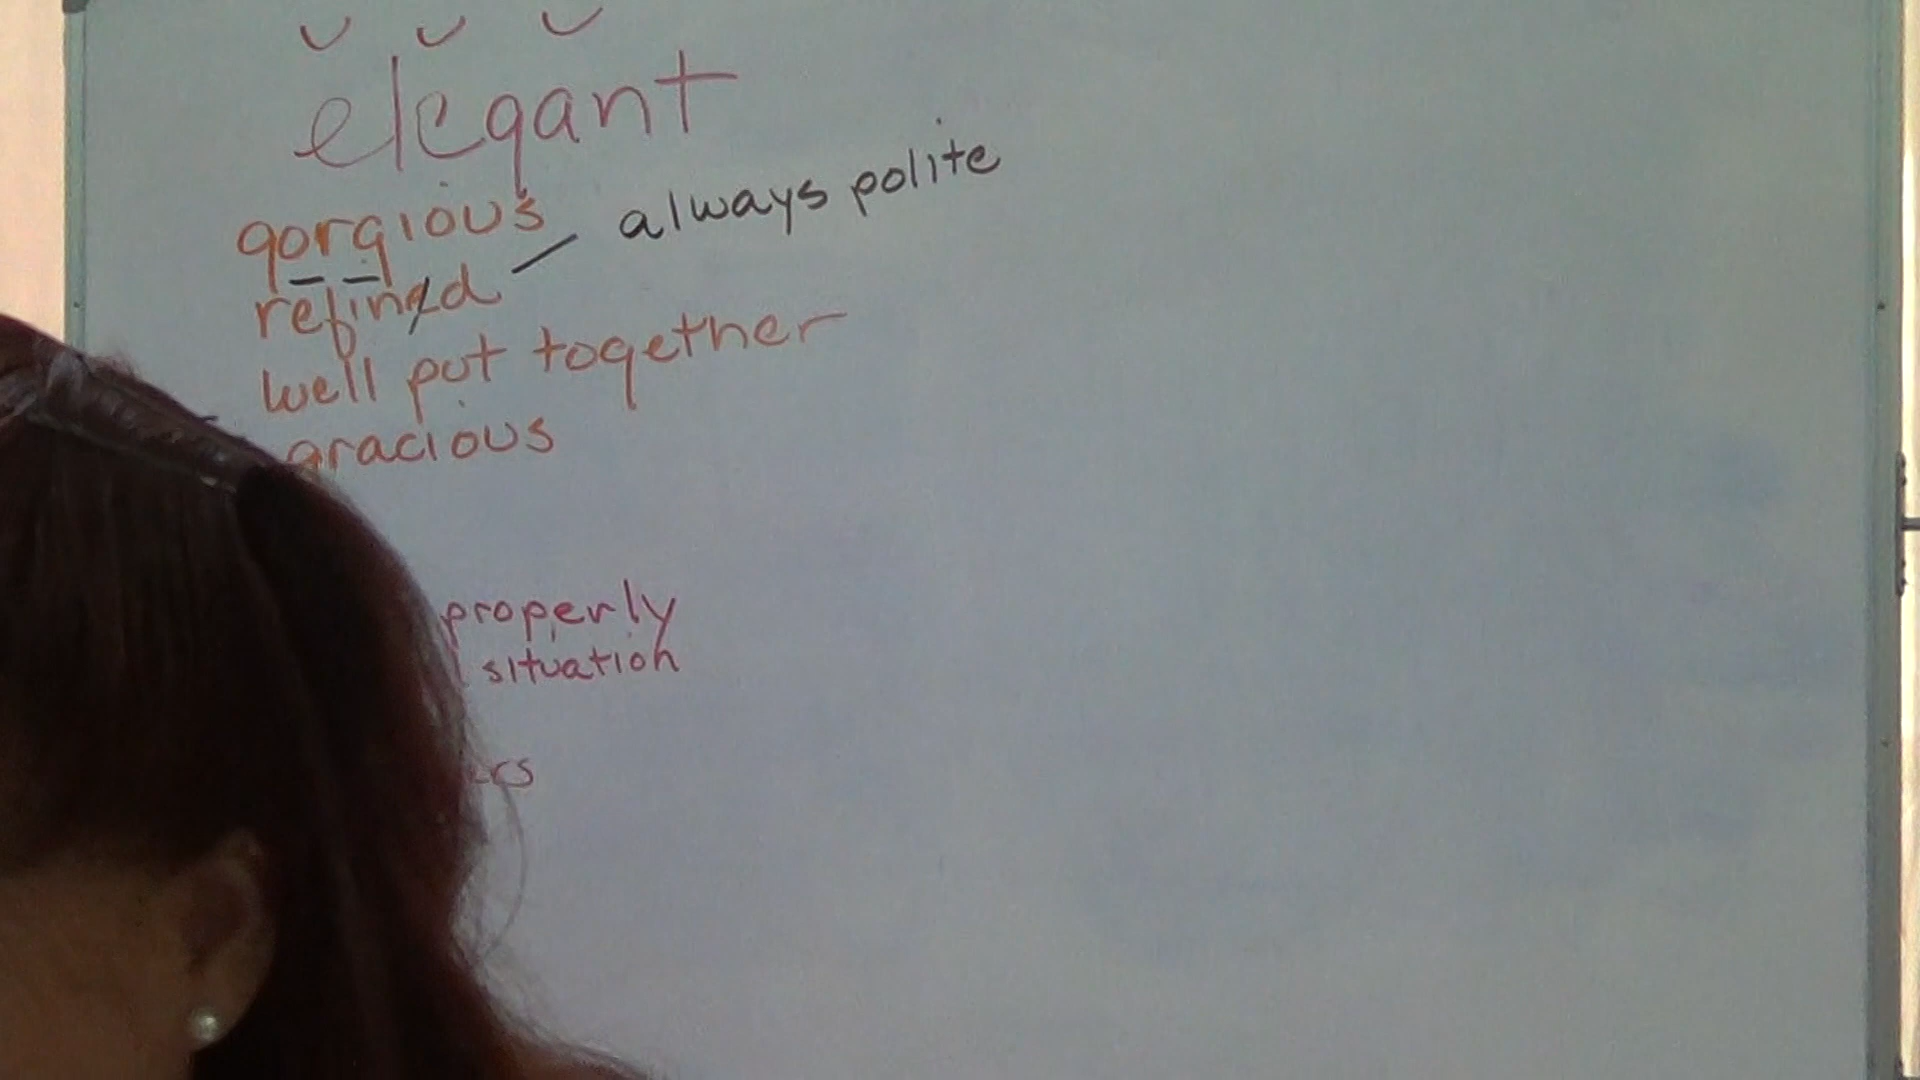 elegant
gorgious
refined — always polite
well put together
gracious
properly
situation